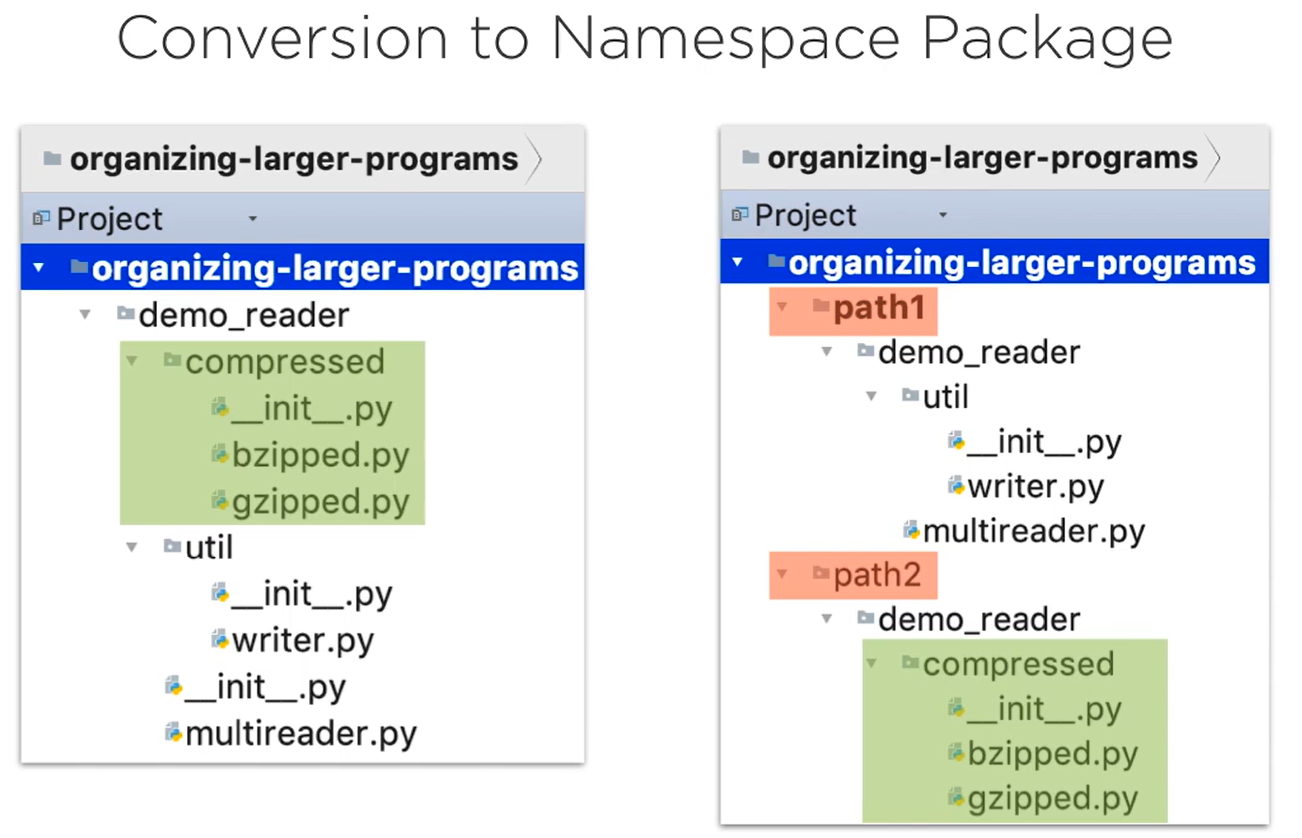 Conversion to Namespace Package
organizing-larger-programs
Project
organizing-larger-programs
demo_reader
compressed
__init__.py
bzipped.py
gzipped.py
util
__init__.py
writer.py
__init__.py
multireader.py
organizing-larger-programs
Project
organizing-larger-programs
path1
demo_reader
util
__init__.py
writer.py
multireader.py
path2
demo_reader
compressed
__init__.py
bzipped.py
gzipped.py